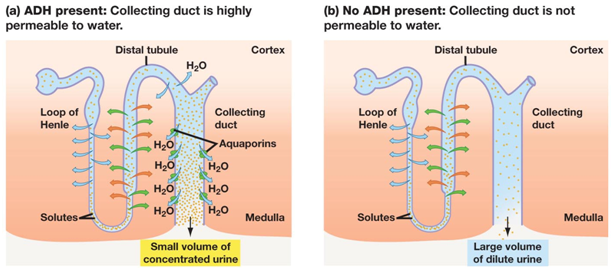 (a) ADH present: Collecting duct is highly
permeable to water.
Distal tubule
Cortex
H2O
Loop of
Henle
Collecting
duct
Aquaporins
H2O
H2O
H2O
H2O
H2O
H2O
H2O
Solutes
Medulla
Small volume of
concentrated urine
(b) No ADH present: Collecting duct is not
permeable to water.
Distal tubule
Cortex
Loop of
Henle
Collecting
duct
Solutes
Medulla
Large volume
of dilute urine